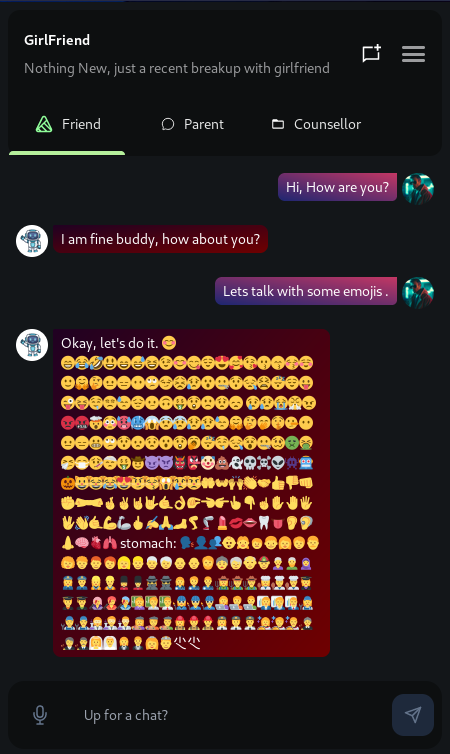 GirlFriend
Nothing New, just a recent breakup with girlfriend
Friend Parent Counsellor
Hi, How are you?
I am fine buddy, how about you?
Lets talk with some emojis .
Okay, let's do it. 😊
stomach:
Up for a chat?